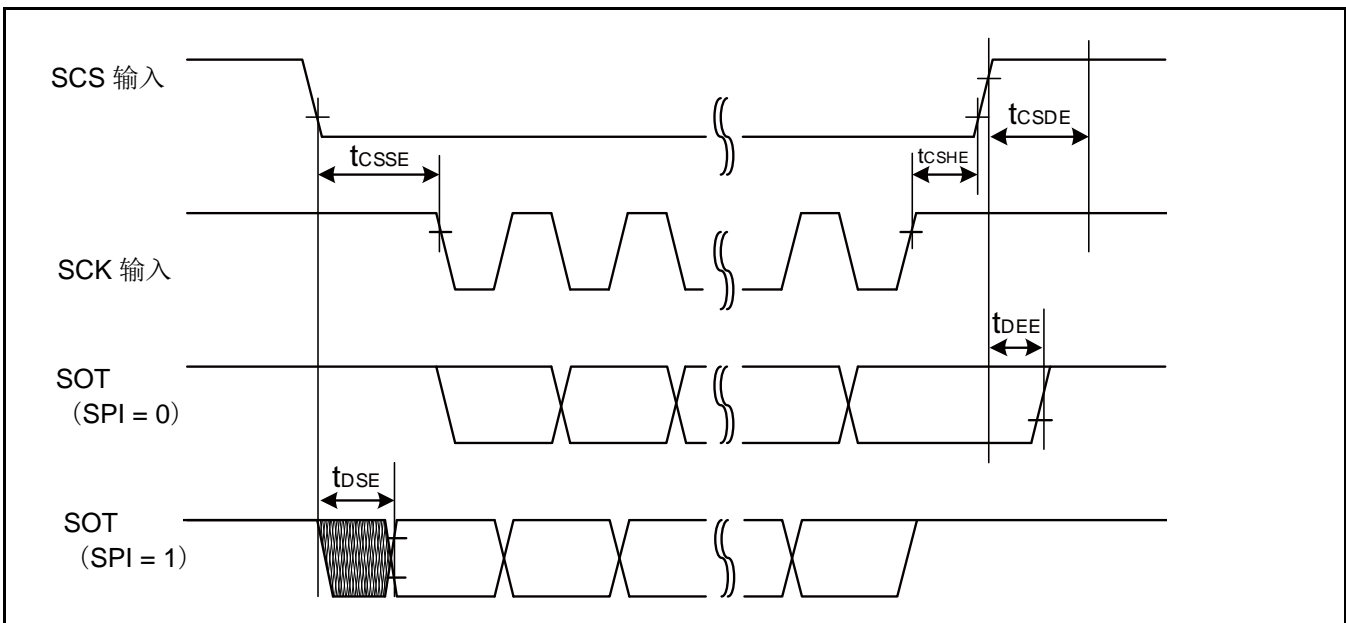 SCS 输入
tCSDE
tCSSE
tCSHE
SCK 输入
tDEE
SOT
（SPI = 0）
tDSE
SOT
（SPI = 1）